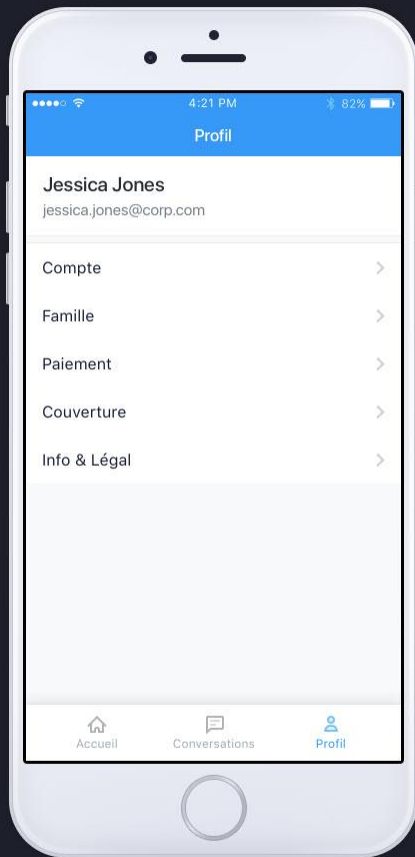 4:21 PM
82%
Profil
Jessica Jones
jessica.jones@corp.com
Compte
Famille
Paiement
Couverture
Info & Légal
Accueil
Conversations
Profil